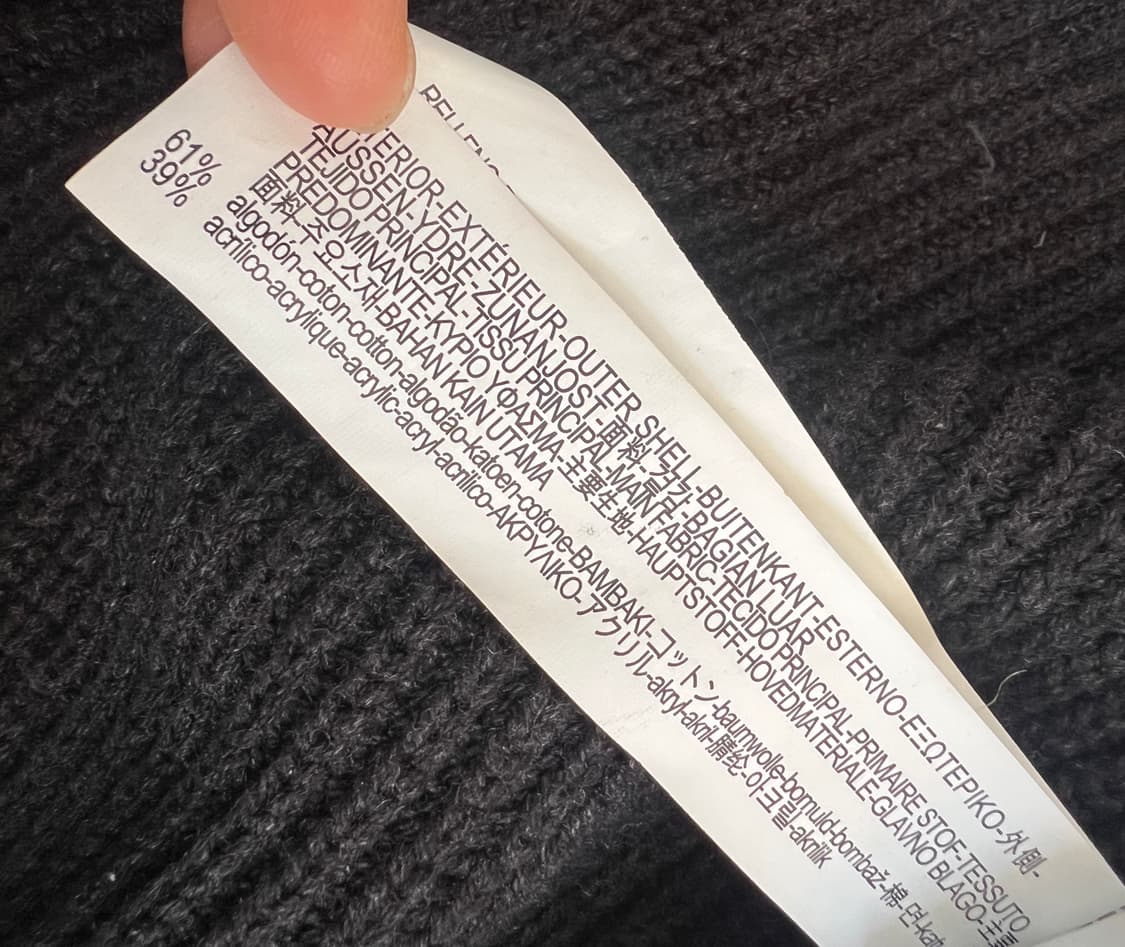 RELLENO
TERIOR-EXTÉRIEUR-OUTER SHELL-BUITENKANT-ESTERNO-ΕΞΩΤΕΡΙΚΟ-外側-
AUSSEN-YDRE-ZUNANJOST-面料-겉감-BAGIAN LUAR
TEJIDO PRINCIPAL-TISSU PRINCIPAL-MAIN FABRIC-TECIDO PRINCIPAL-PRIMAIRE STOF-TESSUTO
PREDOMINANTE-ΚΥΡΙΟ ΥΦΑΣΜΑ-主要生地-HAUPTSTOFF-HOVEDMATERIALE-GLAVNO BLAGO-主
面料-주요소재-BAHAN KAIN UTAMA
61% algodón-coton-cotton-algodão-katoen-cotone-BAMBAKI-コットン-baumwolle-bomuld-bombaž-棉-면-kat
39% acrílico-acrylique-acrylic-acryl-acrilico-ΑΚΡΥΛΙΚΟ-アクリル-akryl-akril-腈纶-아크릴-akrilik